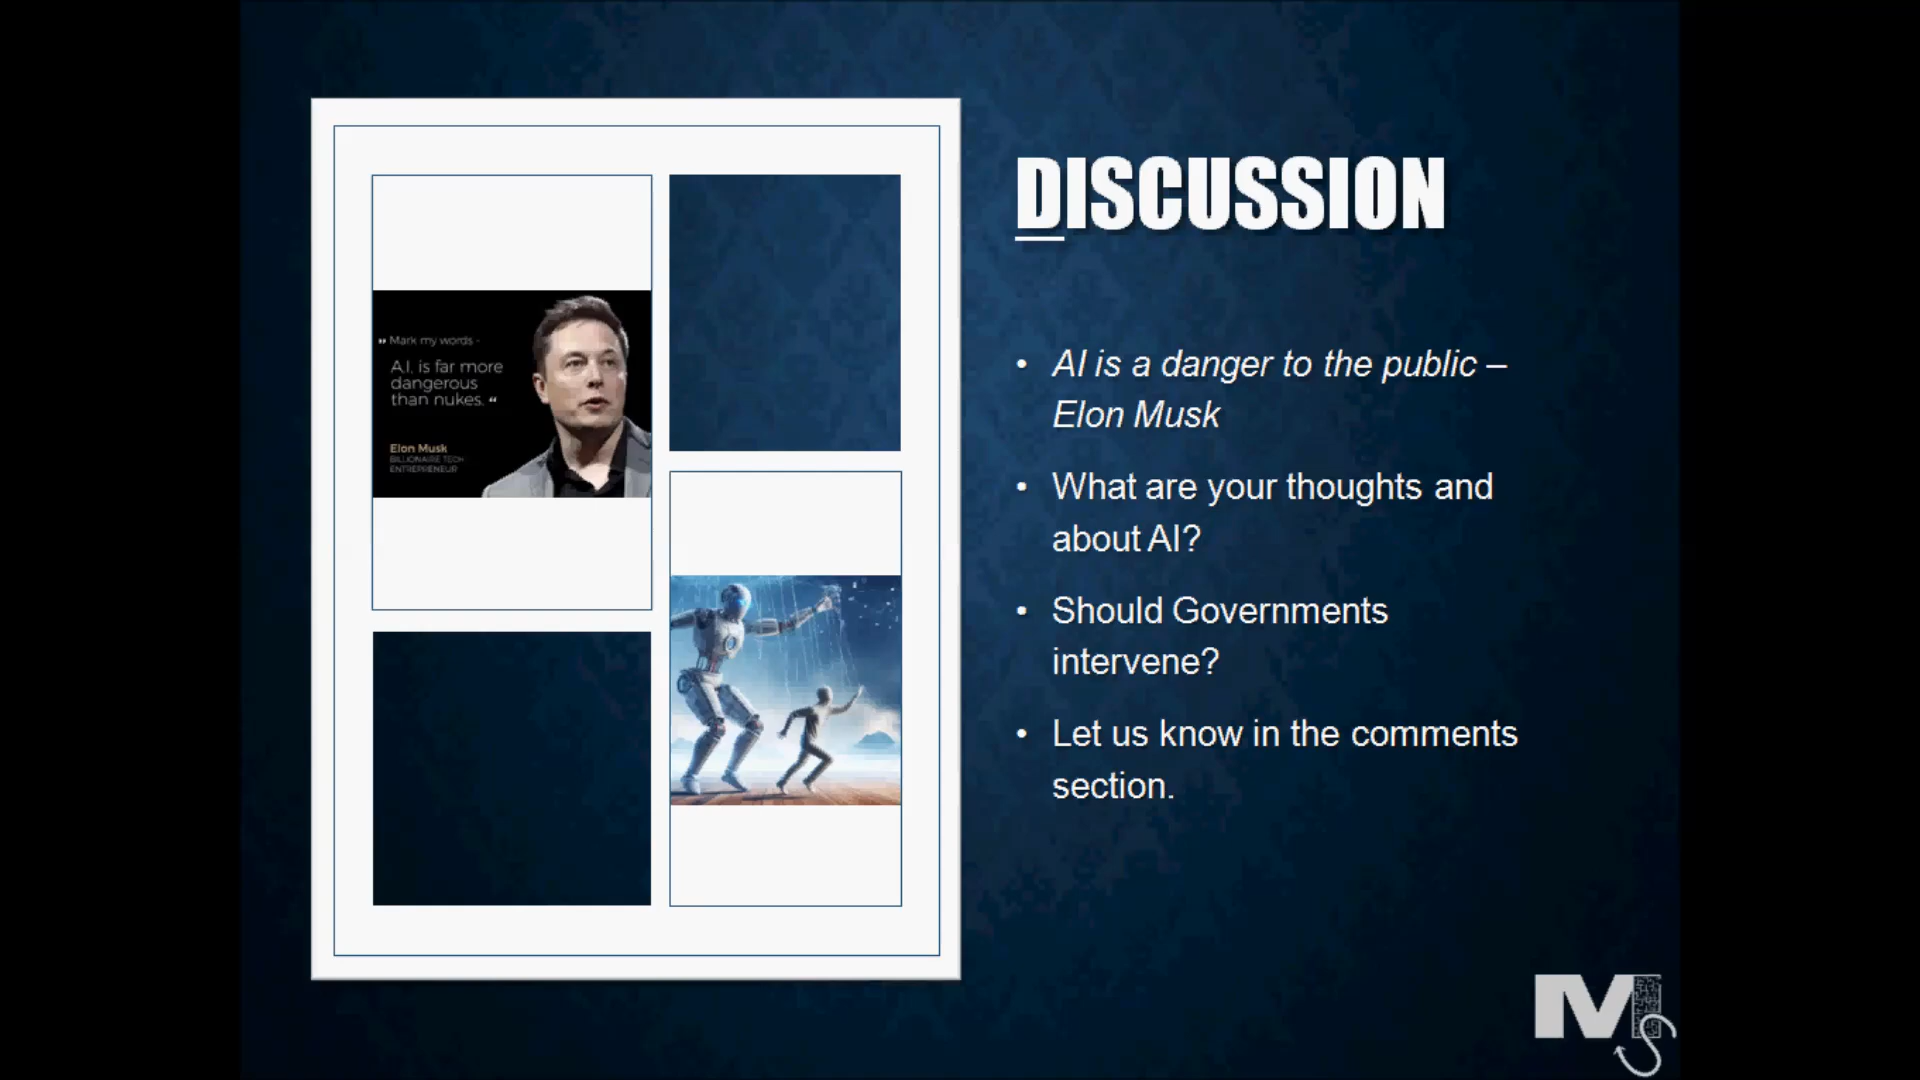 DISCUSSION
• AI is a danger to the public –
Elon Musk
• What are your thoughts and
about AI?
• Should Governments
intervene?
• Let us know in the comments
section.
„ Mark my words -
A.I. is far more
dangerous
than nukes. “
Elon Musk
BILLIONAIRE TECH
ENTREPRENEUR
MS